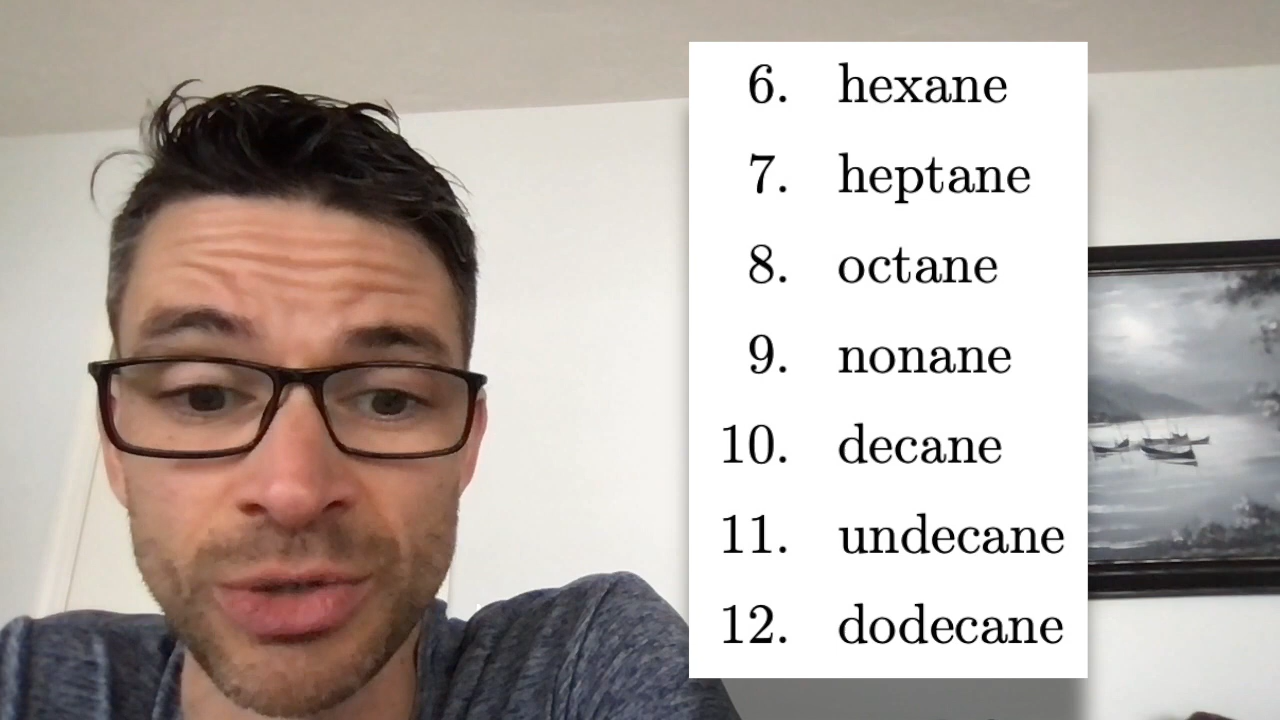 6. hexane
7. heptane
8. octane
9. nonane
10. decane
11. undecane
12. dodecane